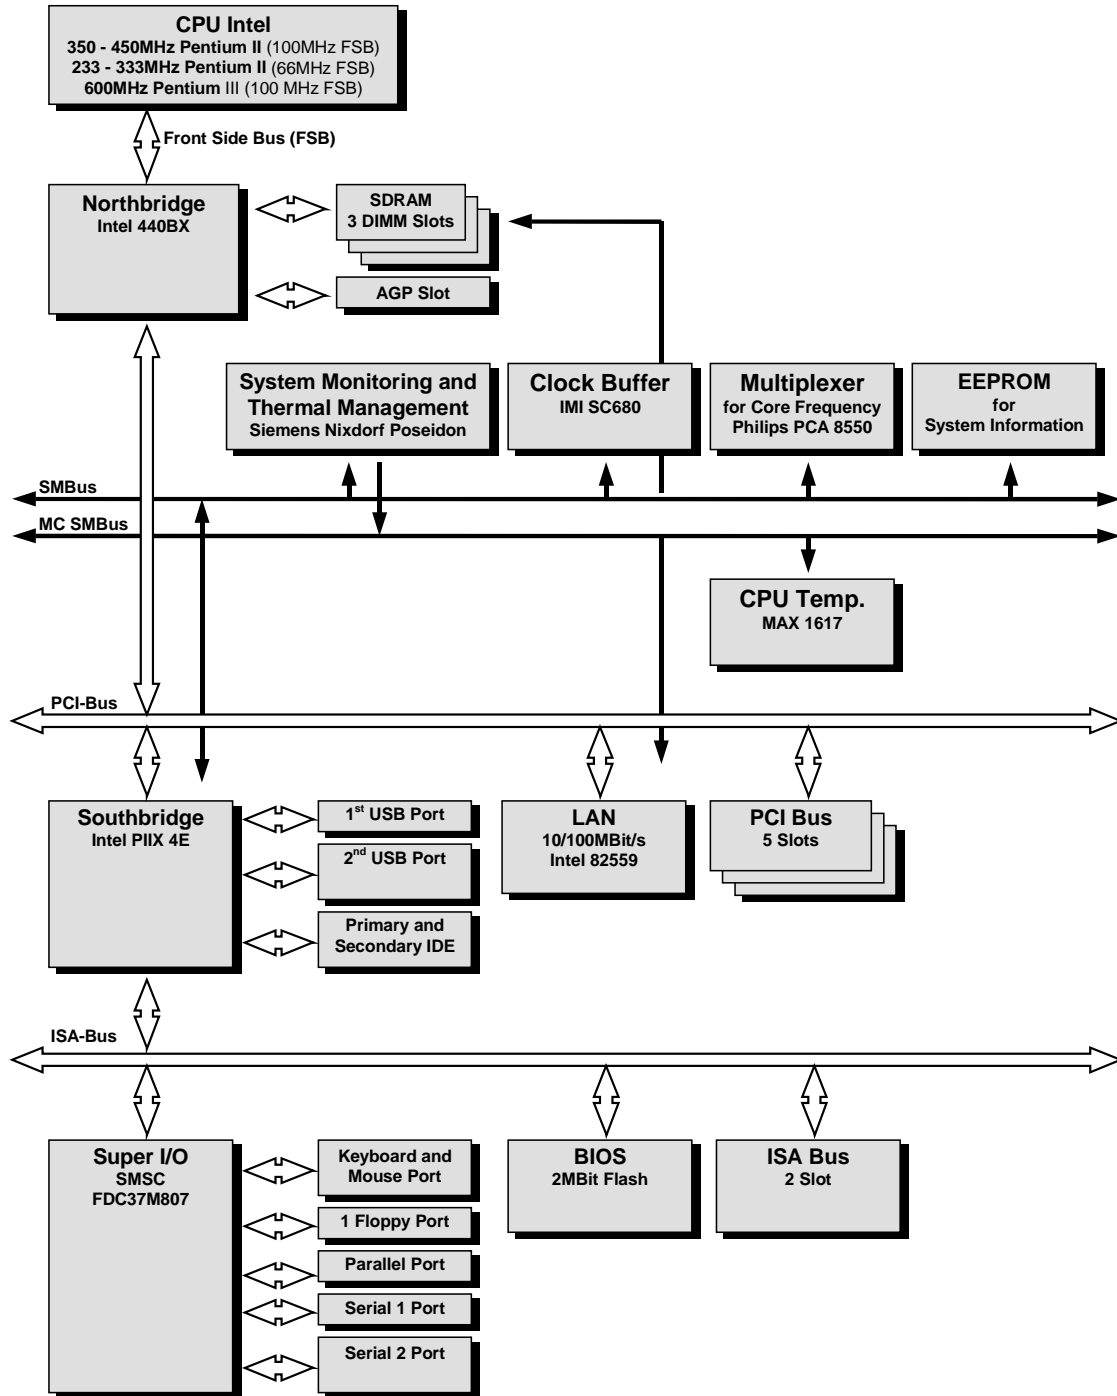 CPU Intel
350 - 450MHz Pentium II (100MHz FSB)
233 - 333MHz Pentium II (66MHz FSB)
600MHz Pentium III (100 MHz FSB)
Front Side Bus (FSB)
Northbridge
Intel 440BX
SDRAM
3 DIMM Slots
AGP Slot
System Monitoring and
Thermal Management
Siemens Nixdorf Poseidon
Clock Buffer
IMI SC680
Multiplexer
for Core Frequency
Philips PCA 8550
EEPROM
for
System Information
SMBus
MC SMBus
CPU Temp.
MAX 1617
PCI-Bus
Southbridge
Intel PIIX 4E
1st USB Port
2nd USB Port
Primary and
Secondary IDE
LAN
10/100MBit/s
Intel 82559
PCI Bus
5 Slots
ISA-Bus
Super I/O
SMSC
FDC37M807
Keyboard and
Mouse Port
1 Floppy Port
Parallel Port
Serial 1 Port
Serial 2 Port
BIOS
2MBit Flash
ISA Bus
2 Slot